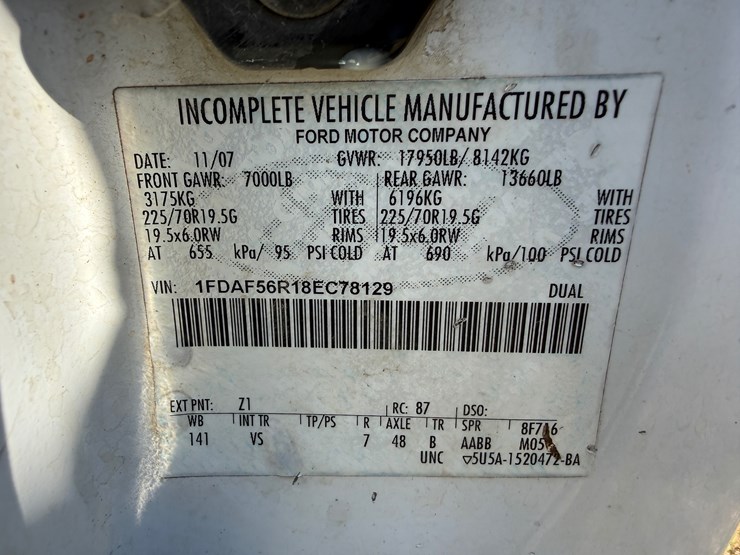 INCOMPLETE VEHICLE MANUFACTURED BY
FORD MOTOR COMPANY
DATE: 11/07 GVWR: 17950LB/ 8142KG
FRONT GAWR: 7000LB REAR GAWR: 13660LB
3175KG WITH 6196KG WITH
225/70R19.5G TIRES 225/70R19.5G TIRES
19.5x6.0RW RIMS 19.5x6.0RW RIMS
AT 655 kPa/ 95 PSI COLD AT 690 kPa/100 PSI COLD
VIN: 1FDAF56R18EC78129 DUAL
EXT PNT: Z1 RC: 87 DSO:
WB INT TR TP/PS R AXLE TR SPR
141 VS 7 48 B AABB
UNC ▽5U5A-1520472-BA